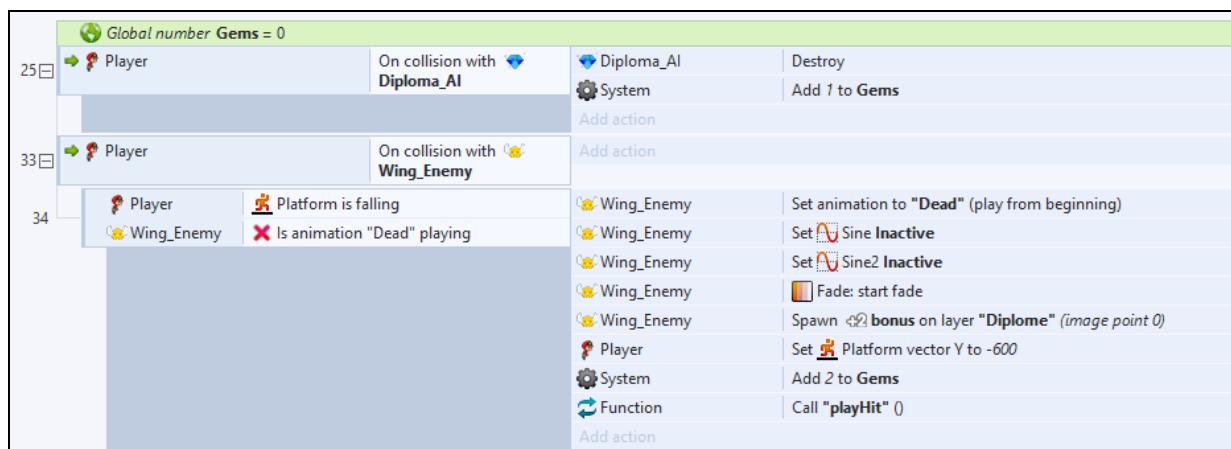 Global number Gems = 0
25
Player
On collision with
Diploma_AI
Diploma_AI
Destroy
System
Add 1 to Gems
Add action
33
Player
On collision with
Wing_Enemy
Add action
34
Player
Platform is falling
Wing_Enemy
Is animation "Dead" playing
Wing_Enemy
Set animation to "Dead" (play from beginning)
Wing_Enemy
Set Sine Inactive
Wing_Enemy
Set Sine2 Inactive
Wing_Enemy
Fade: start fade
Wing_Enemy
Spawn bonus on layer "Diplome" (image point 0)
Player
Set Platform vector Y to -600
System
Add 2 to Gems
Function
Call "playHit" ()
Add action